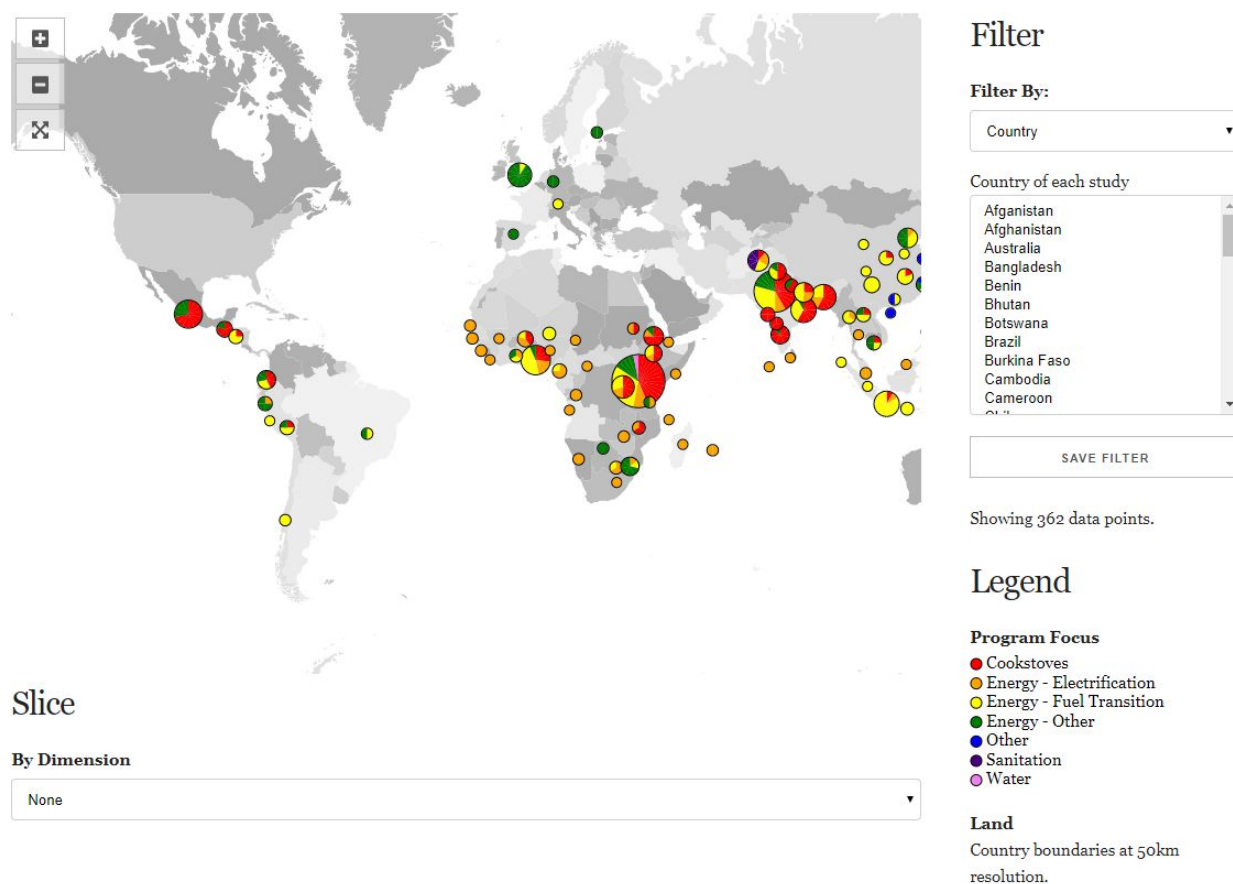 Filter
Filter By:
Country
Country of each study
Afganistan
Afghanistan
Australia
Bangladesh
Benin
Bhutan
Botswana
Brazil
Burkina Faso
Cambodia
Cameroon
SAVE FILTER
Showing 362 data points.
Legend
Program Focus
Cookstoves
Energy - Electrification
Energy - Fuel Transition
Energy - Other
Other
Sanitation
Water
Land
Country boundaries at 50km
resolution.
Slice
By Dimension
None